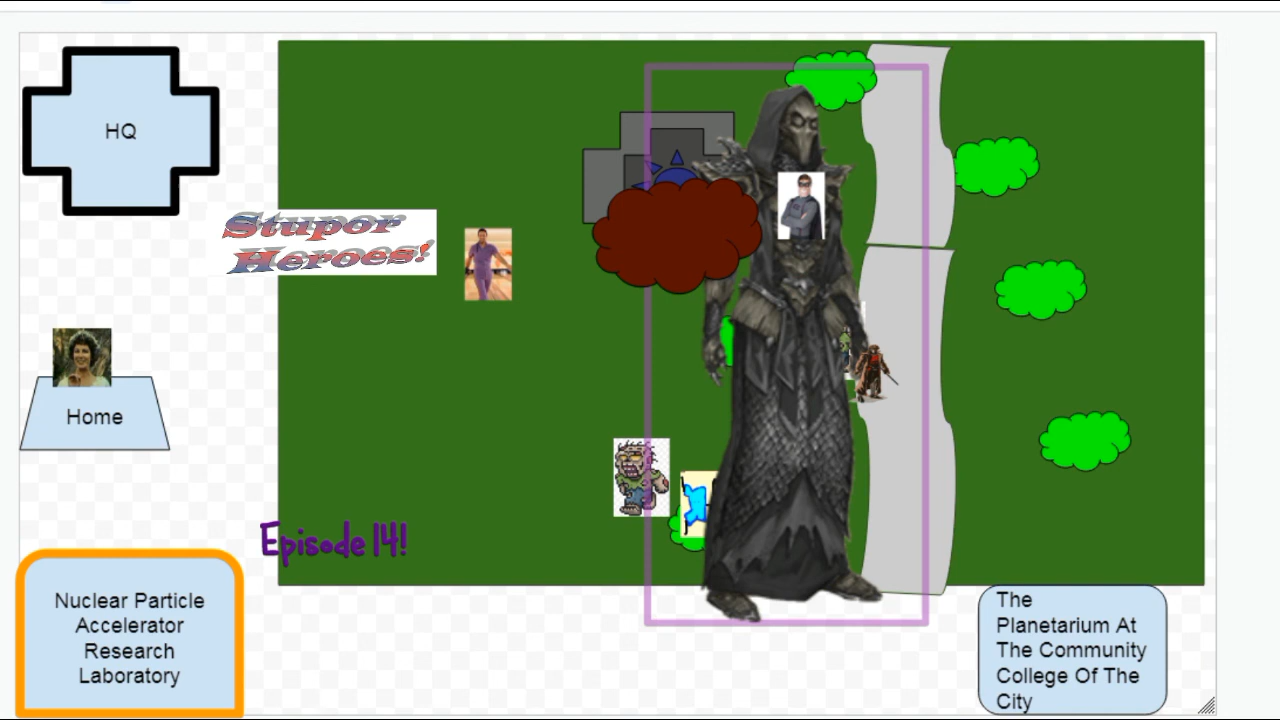 HQ
Stupor
Heroes!
Home
Episode 14!
Nuclear Particle
Accelerator
Research
Laboratory
The
Planetarium At
The Community
College Of The
City